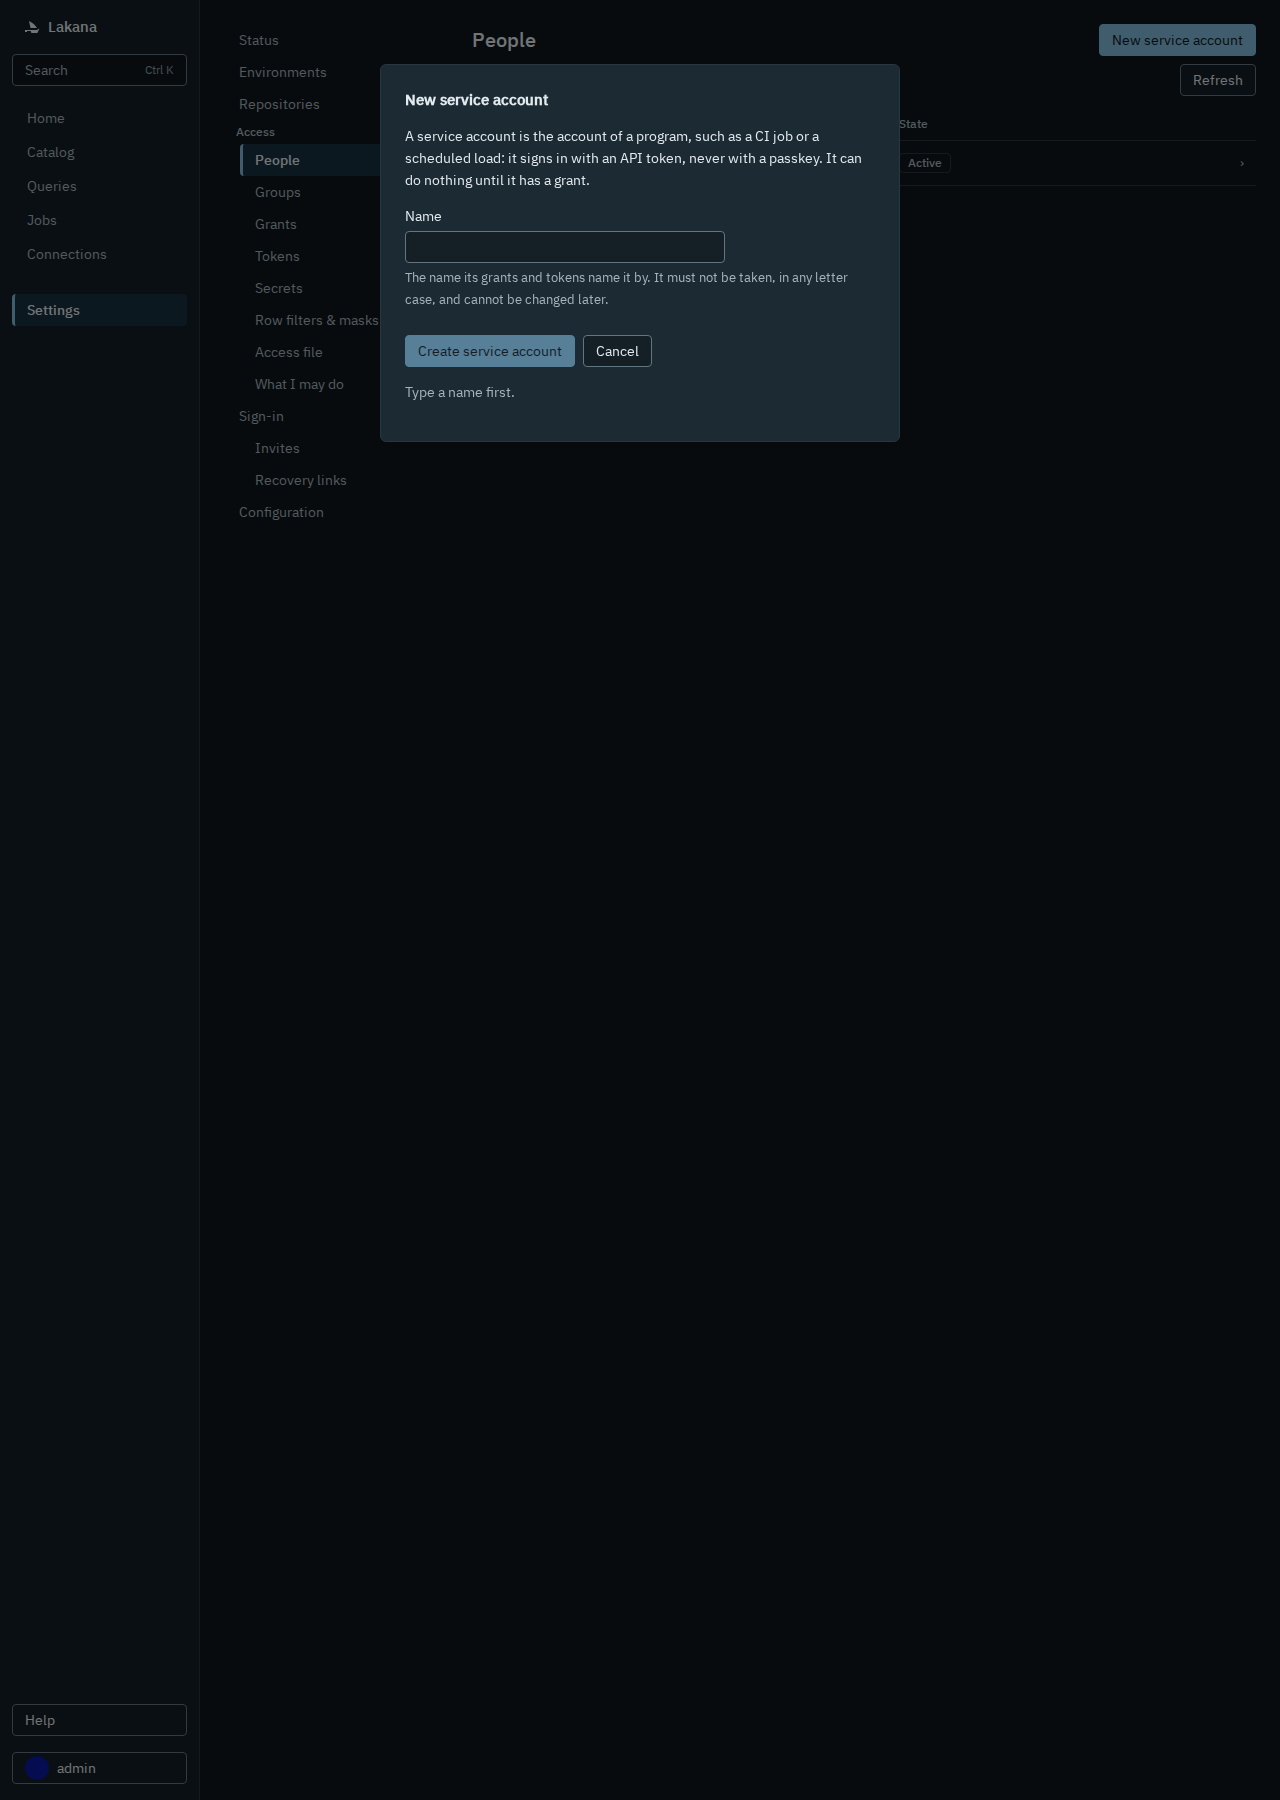 Lakana
Search Ctrl K
Home
Catalog
Queries
Jobs
Connections
Settings
Help
admin
Status
Environments
Repositories
Access
People
Groups
Grants
Tokens
Secrets
Row filters & masks
Access file
What I may do
Sign-in
Invites
Recovery links
Configuration
People
New service account
Refresh
State
Active
New service account
A service account is the account of a program, such as a CI job or a
scheduled load: it signs in with an API token, never with a passkey. It can
do nothing until it has a grant.
Name
The name its grants and tokens name it by. It must not be taken, in any letter
case, and cannot be changed later.
Create service account Cancel
Type a name first.